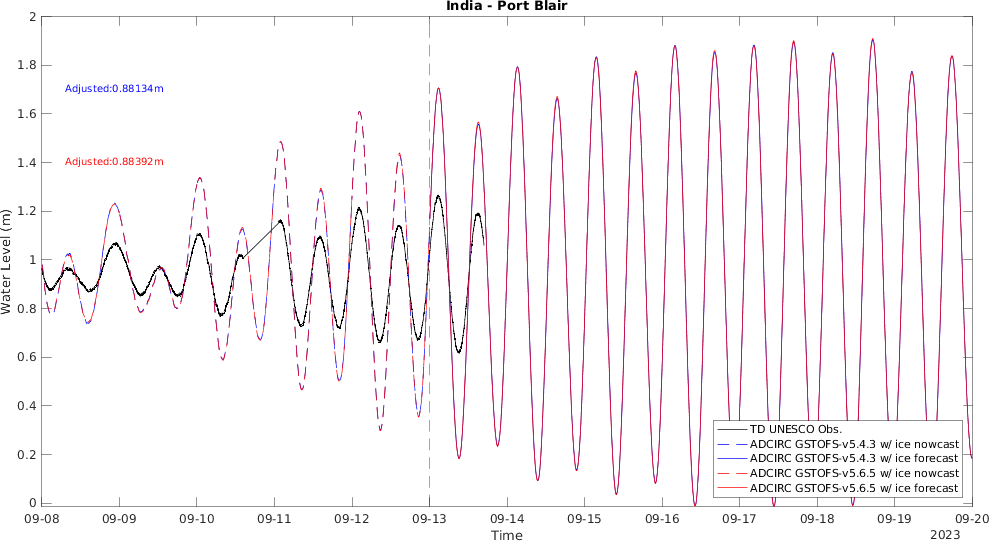 India - Port Blair
2
1.8
1.6
1.4
1.2
1
0.8
0.6
0.4
0.2
0
Water Level (m)
Adjusted:0.88134m
Adjusted:0.88392m
TD UNESCO Obs.
ADCIRC GSTOFS-v5.4.3 w/ ice nowcast
ADCIRC GSTOFS-v5.4.3 w/ ice forecast
ADCIRC GSTOFS-v5.6.5 w/ ice nowcast
ADCIRC GSTOFS-v5.6.5 w/ ice forecast
09-08 09-09 09-10 09-11 09-12 09-13 09-14 09-15 09-16 09-17 09-18 09-19 09-20
Time
2023